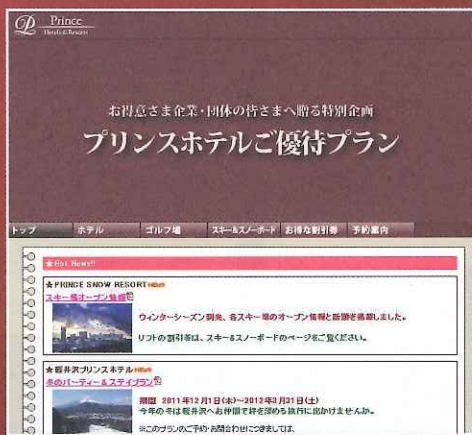 Prince
Hotels & Resorts
お得意さま企業・団体の皆さまへ贈る特別企画
プリンスホテルご優待プラン
トップ ホテル ゴルフ場 スキー&スノーボード お得な割引券 予約案内
★Hot News!!
★PRINCE SNOW RESORT NEW
スキー場オープン情報
ウィンターシーズン到来、各スキー場のオープン情報と話題を掲載しました。
リフトの割引券は、スキー&スノーボードのページをご覧ください。
★軽井沢プリンスホテル NEW
冬のパーティー&ステイプラン
期間 2011年12月1日(木)~2012年3月31日(土)
今年の冬は軽井沢へお仲間で絆を深める旅行に出かけませんか。
※このプランのご予約・お問合わせにつきましては、